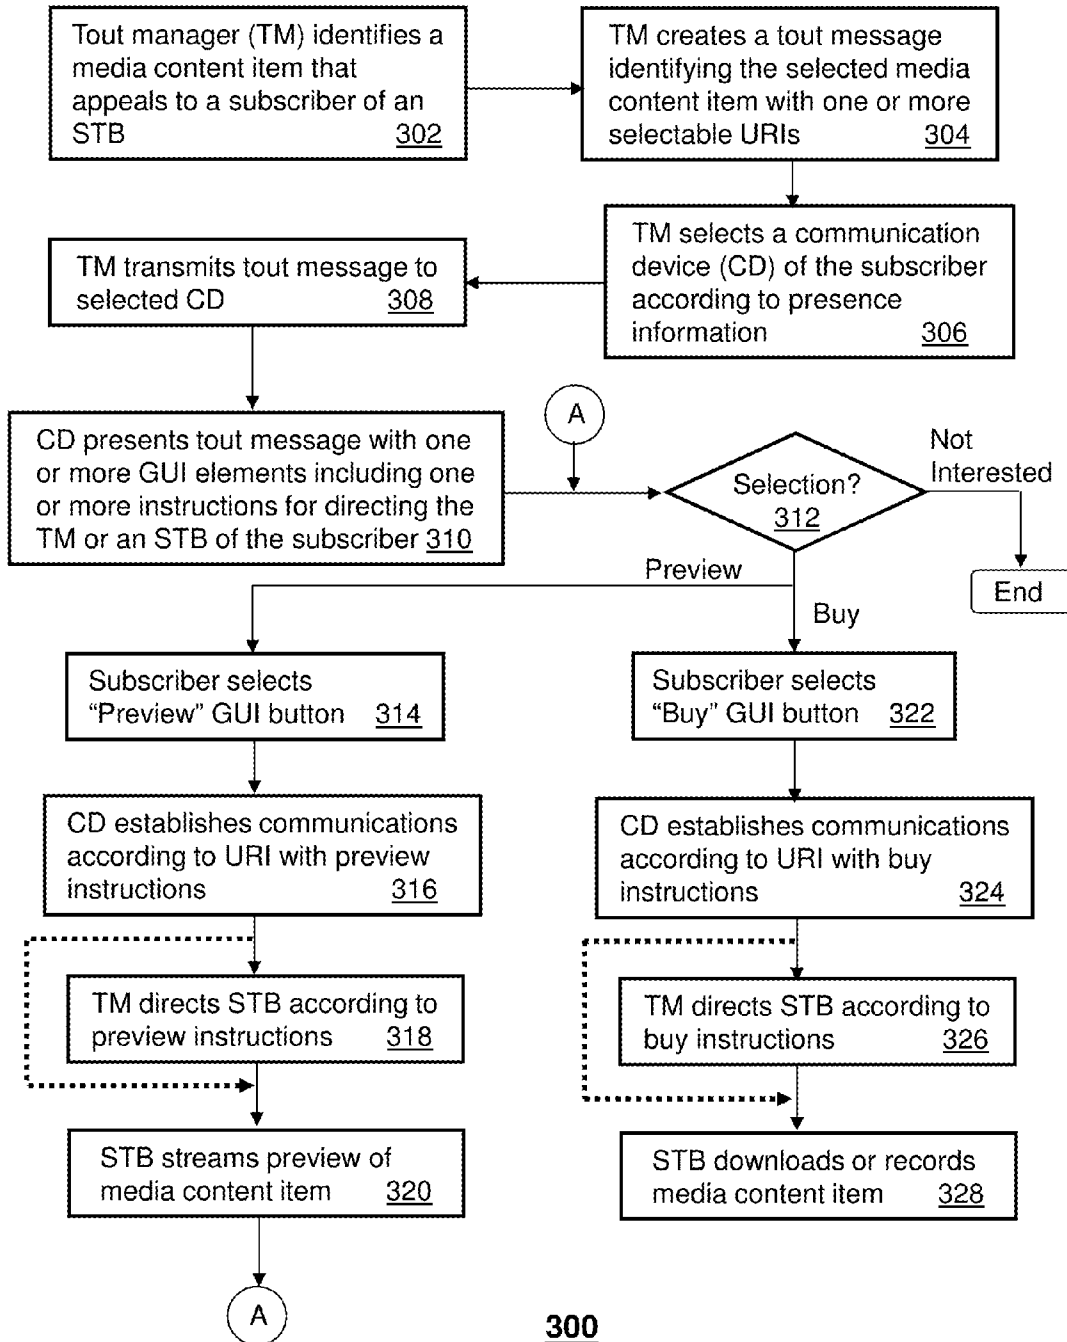 Tout manager (TM) identifies a
media content item that
appeals to a subscriber of an
STB 302
TM creates a tout message
identifying the selected media
content item with one or more
selectable URIs 304
TM selects a communication
device (CD) of the subscriber
according to presence
information 306
TM transmits tout message to
selected CD 308
CD presents tout message with one
or more GUI elements including one
or more instructions for directing the
TM or an STB of the subscriber 310
A
Selection?
312
Not
Interested
End
Preview
Buy
Subscriber selects
“Preview” GUI button 314
CD establishes communications
according to URI with preview
instructions 316
TM directs STB according to
preview instructions 318
STB streams preview of
media content item 320
A
Subscriber selects
“Buy” GUI button 322
CD establishes communications
according to URI with buy
instructions 324
TM directs STB according to
buy instructions 326
STB downloads or records
media content item 328
300